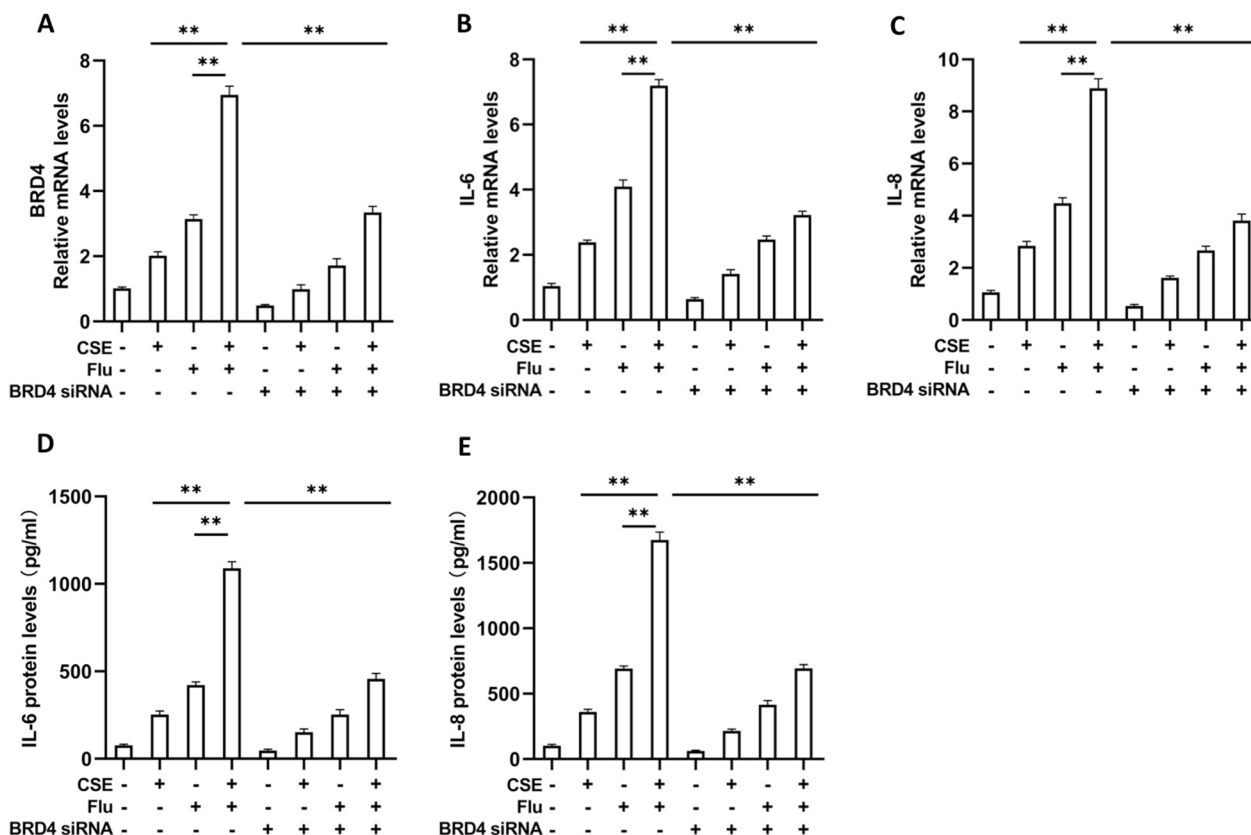 A
** **
**
BRD4
Relative mRNA levels
8
6
4
2
0
CSE - + - + - + - +
Flu - - + + - - + +
BRD4 siRNA - - - - + + + +
B
** **
**
IL-6
Relative mRNA levels
8
6
4
2
0
CSE - + - + - + - +
Flu - - + + - - + +
BRD4 siRNA - - - - + + + +
C
** **
**
IL-8
Relative mRNA levels
10
8
6
4
2
0
CSE - + - + - + - +
Flu - - + + - - + +
BRD4 siRNA - - - - + + + +
D
** **
**
IL-6 protein levels（pg/ml）
1500
1000
500
0
CSE - + - + - + - +
Flu - - + + - - + +
BRD4 siRNA - - - - + + + +
E
** **
**
IL-8 protein levels（pg/ml）
2000
1500
1000
500
0
CSE - + - + - + - +
Flu - - + + - - + +
BRD4 siRNA - - - - + + + +